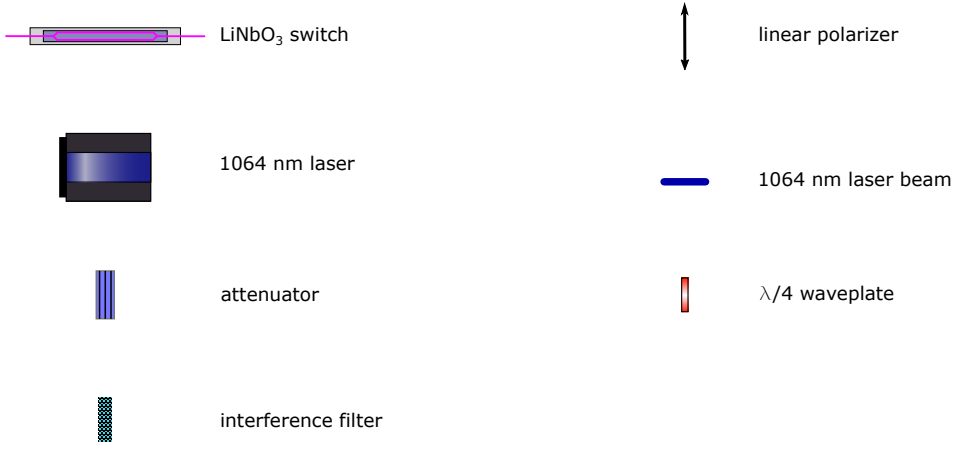 LiNbO₃ switch
linear polarizer
1064 nm laser
1064 nm laser beam
attenuator
λ/4 waveplate
interference filter